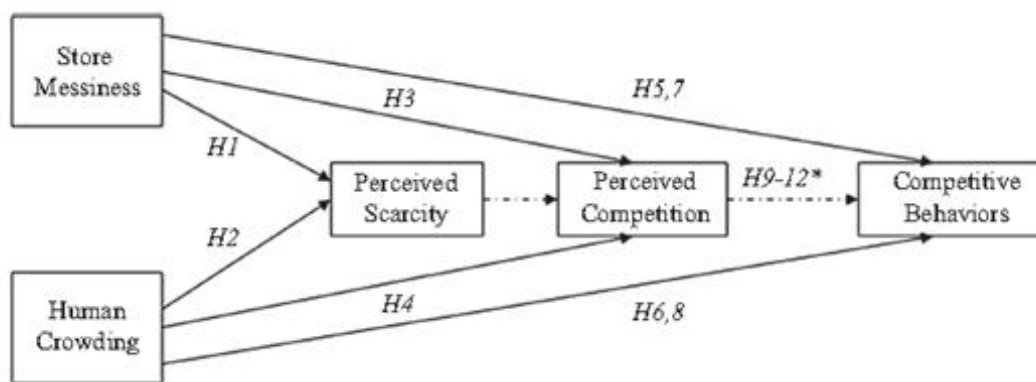 Store
Messiness
H5,7
H3
H1
Perceived
Scarcity
Perceived
Competition
H9-12*
Competitive
Behaviors
H2
H4
H6,8
Human
Crowding